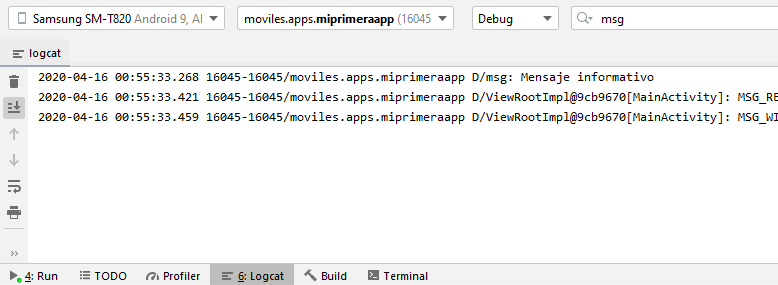 Samsung SM-T820 Android 9, AI moviles.apps.miprimeraapp (16045 Debug msg
logcat
2020-04-16 00:55:33.268 16045-16045/moviles.apps.miprimeraapp D/msg: Mensaje informativo
2020-04-16 00:55:33.421 16045-16045/moviles.apps.miprimeraapp D/ViewRootImpl@9cb9670[MainActivity]: MSG_RE
2020-04-16 00:55:33.459 16045-16045/moviles.apps.miprimeraapp D/ViewRootImpl@9cb9670[MainActivity]: MSG_WI
4: Run TODO Profiler 6: Logcat Build Terminal